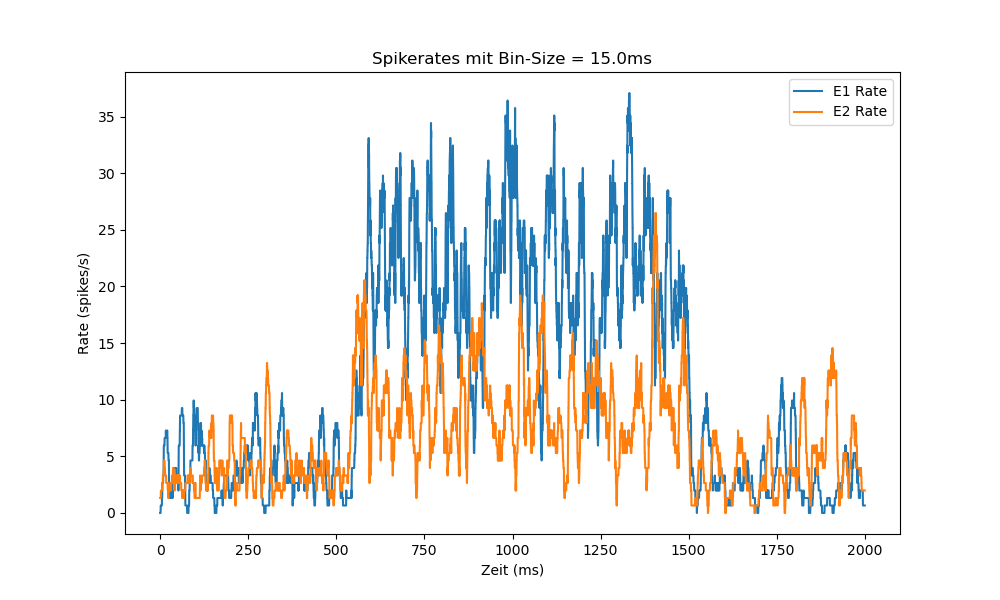 Spikerates mit Bin-Size = 15.0ms
E1 Rate
E2 Rate
Rate (spikes/s)
35
30
25
20
15
10
5
0
0 250 500 750 1000 1250 1500 1750 2000
Zeit (ms)